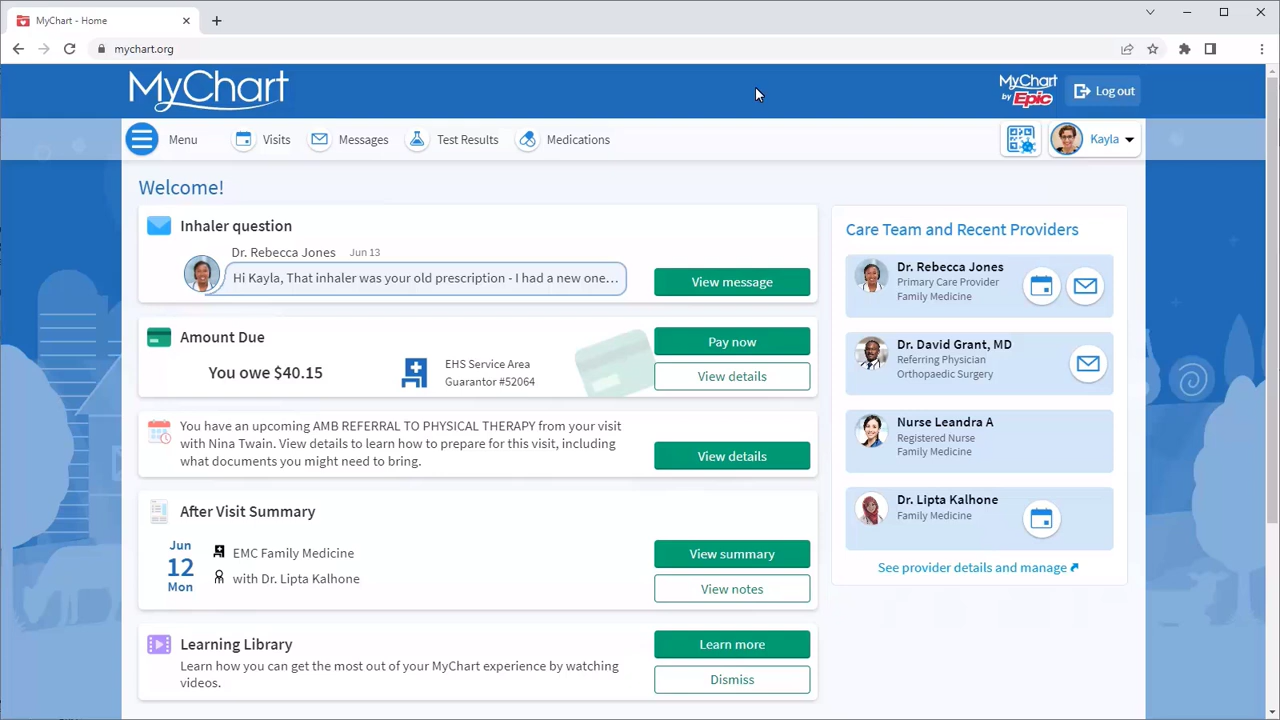 MyChart - Home
mychart.org
MyChart
MyChart
by Epic
Log out
Menu
Visits
Messages
Test Results
Medications
Kayla
Welcome!
Inhaler question
Dr. Rebecca Jones Jun 13
Hi Kayla, That inhaler was your old prescription - I had a new one...
View message
Amount Due
You owe $40.15
EHS Service Area
Guarantor #52064
Pay now
View details
You have an upcoming AMB REFERRAL TO PHYSICAL THERAPY from your visit
with Nina Twain. View details to learn how to prepare for this visit, including
what documents you might need to bring.
View details
After Visit Summary
Jun
12
Mon
EMC Family Medicine
with Dr. Lipta Kalhone
View summary
View notes
Learning Library
Learn how you can get the most out of your MyChart experience by watching
videos.
Learn more
Dismiss
Care Team and Recent Providers
Dr. Rebecca Jones
Primary Care Provider
Family Medicine
Dr. David Grant, MD
Referring Physician
Orthopaedic Surgery
Nurse Leandra A
Registered Nurse
Family Medicine
Dr. Lipta Kalhone
Family Medicine
See provider details and manage